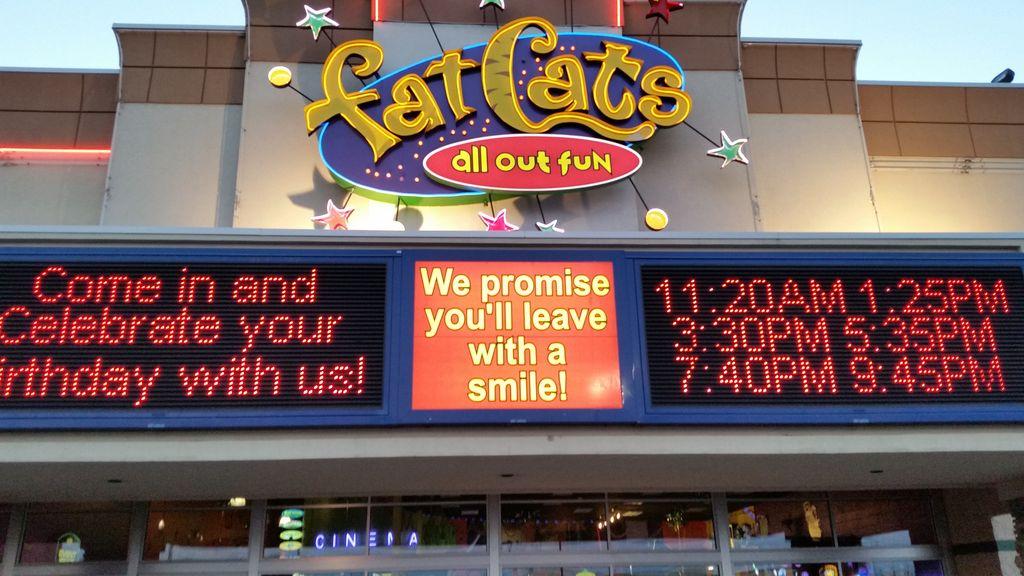 Fat Cats
all out fun
Come in and
Celebrate your
irthday with us!
We promise
you'll leave
with a
smile!
11:20AM 1:25PM
3:30PM 5:35PM
7:40PM 9:45PM
CINEMA